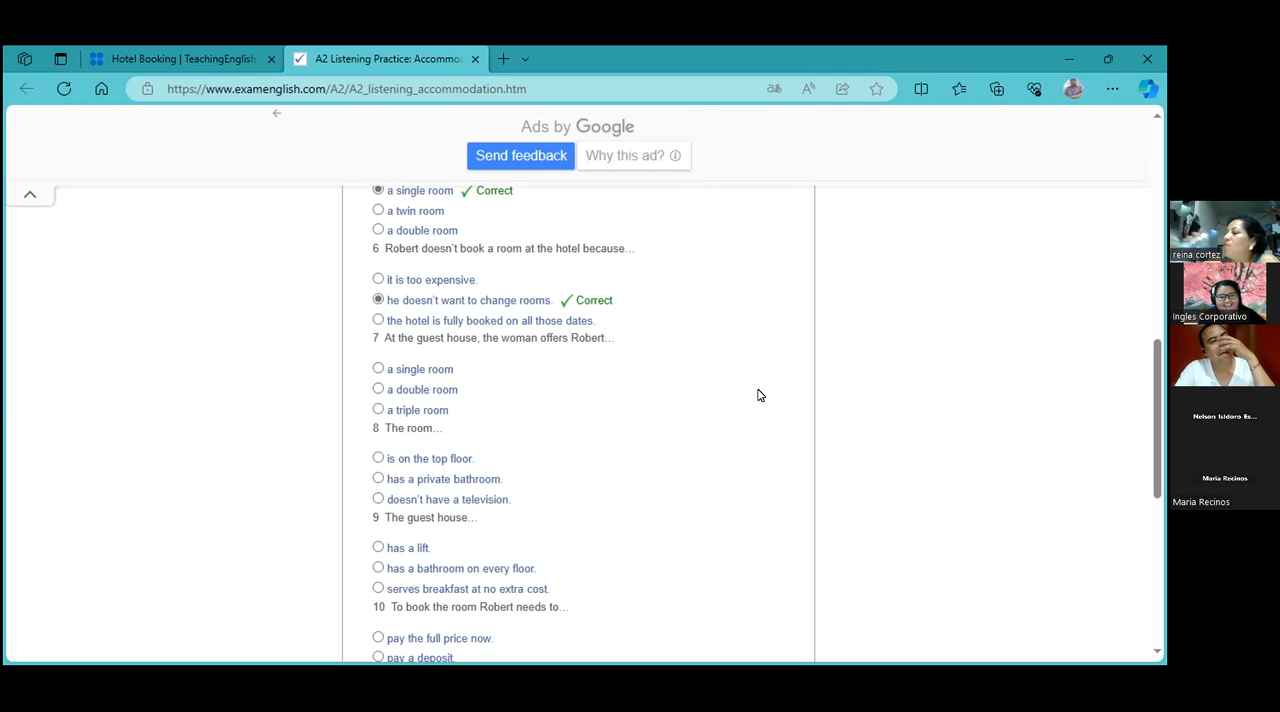 Hotel Booking | TeachingEnglish
A2 Listening Practice: Accommo
https://www.examenglish.com/A2/A2_listening_accommodation.htm
Ads by Google
Send feedback
Why this ad?
a single room ✓ Correct
a twin room
a double room
6 Robert doesn't book a room at the hotel because...
it is too expensive.
he doesn't want to change rooms. ✓ Correct
the hotel is fully booked on all those dates.
7 At the guest house, the woman offers Robert...
a single room
a double room
a triple room
8 The room...
is on the top floor.
has a private bathroom.
doesn't have a television.
9 The guest house...
has a lift.
has a bathroom on every floor.
serves breakfast at no extra cost.
10 To book the room Robert needs to...
pay the full price now.
pay a deposit.
reina cortez
Ingles Corporativo
Nelson Isidoro Es...
Maria Recinos
Maria Recinos